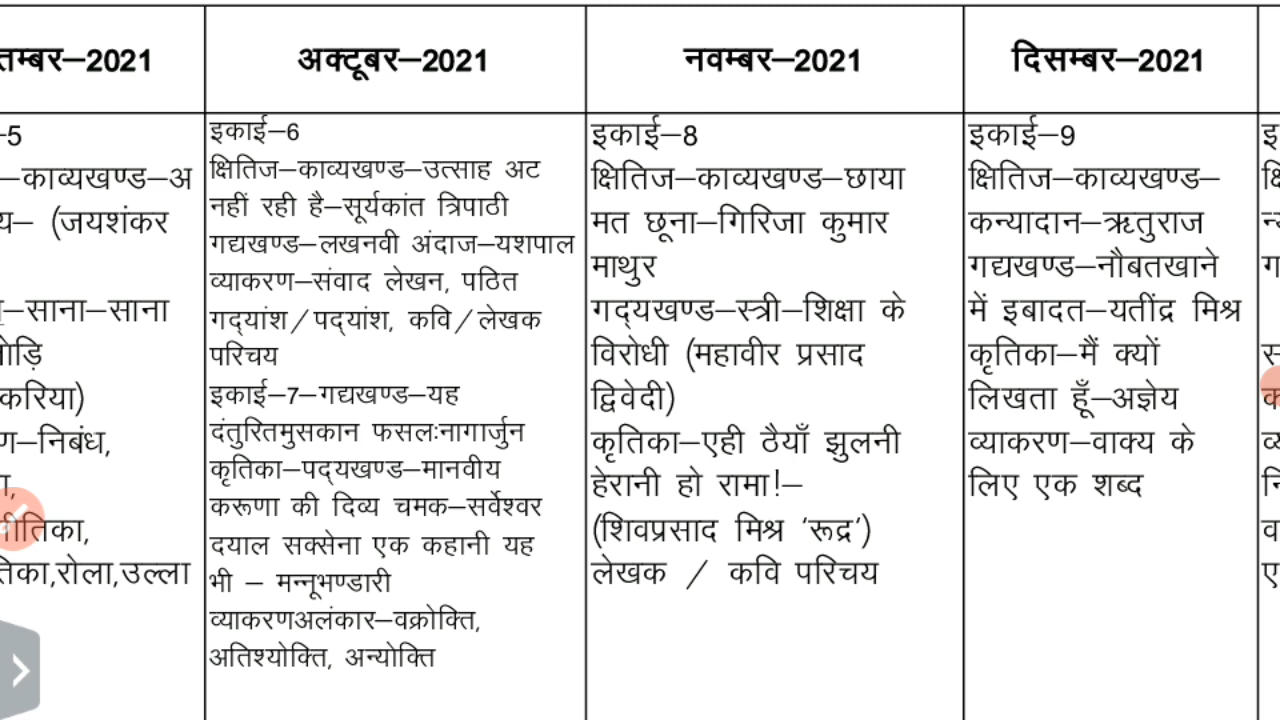 तम्बर–2021
–5
–काव्यखण्ड–अ
य– (जयशंकर
–साना–साना
करिया)
ण–निबंध,
तिका,रोला,उल्ला
अक्टूबर–2021
इकाई–6
क्षितिज–काव्यखण्ड–उत्साह अट
नहीं रही है–सूर्यकांत त्रिपाठी
गद्यखण्ड–लखनवी अंदाज–यशपाल
व्याकरण–संवाद लेखन, पठित
गद्‌यांश/पद्‌यांश, कवि/लेखक
परिचय
इकाई–7–गद्यखण्ड–यह
दंतुरितमुसकान फसलःनागार्जुन
कृतिका–पद्‌यखण्ड–मानवीय
करूणा की दिव्य चमक–सर्वेश्वर
दयाल सक्सेना एक कहानी यह
भी – मन्नूभण्डारी
व्याकरणअलंकार–वक्रोक्ति,
अतिश्योक्ति, अन्योक्ति
नवम्बर–2021
इकाई–8
क्षितिज–काव्यखण्ड–छाया
मत छूना–गिरिजा कुमार
माथुर
गद्‌यखण्ड–स्त्री–शिक्षा के
विरोधी (महावीर प्रसाद
द्विवेदी)
कृतिका–एही ठैयाँ झुलनी
हेरानी हो रामा!–
(शिवप्रसाद मिश्र ‘रूद्र’)
लेखक / कवि परिचय
दिसम्बर–2021
इकाई–9
क्षितिज–काव्यखण्ड–
कन्यादान–ऋतुराज
गद्यखण्ड–नौबतखाने
में इबादत–यतींद्र मिश्र
कृतिका–मैं क्यों
लिखता हूँ–अज्ञेय
व्याकरण–वाक्य के
लिए एक शब्द